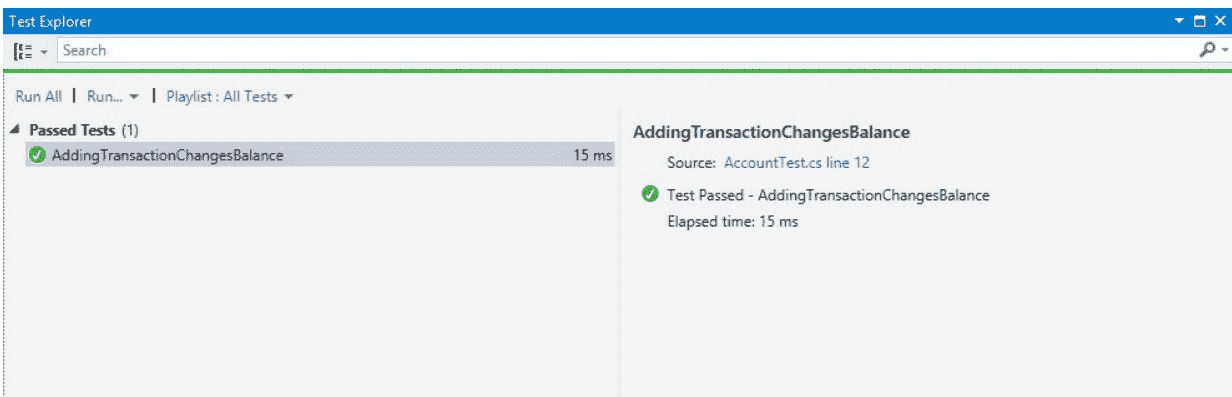 Test Explorer
Search
Run All | Run... | Playlist : All Tests
Passed Tests (1)
AddingTransactionChangesBalance 15 ms
AddingTransactionChangesBalance
Source: AccountTest.cs line 12
Test Passed - AddingTransactionChangesBalance
Elapsed time: 15 ms